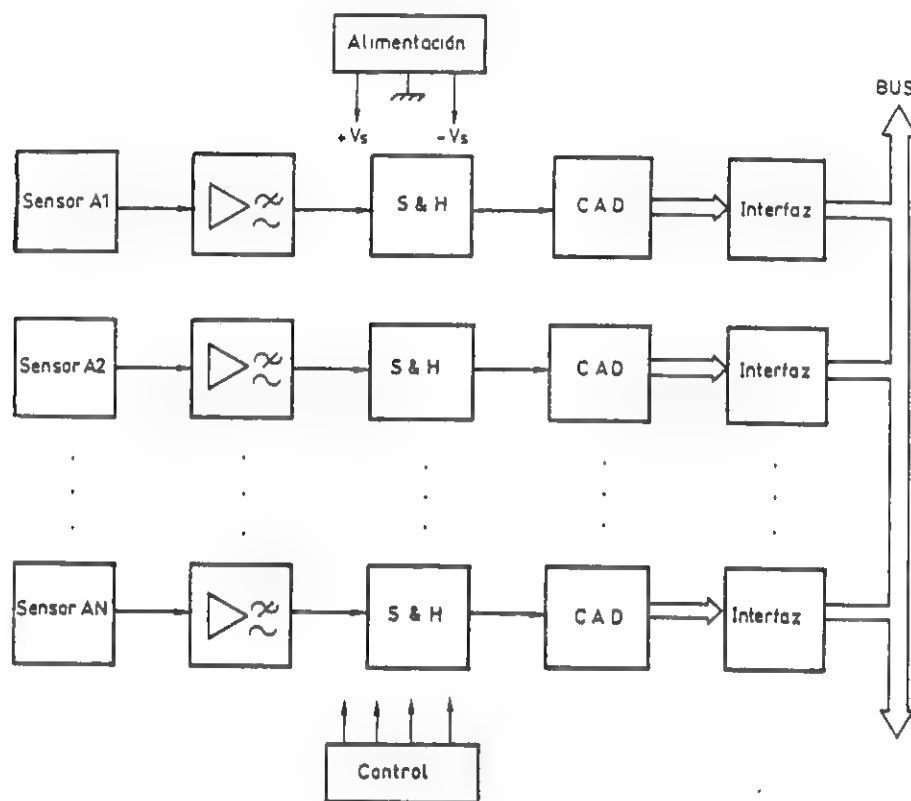 Alimentación
BUS
+Vs
-Vs
Sensor A1
S & H
CAD
Interfaz
Sensor A2
S & H
CAD
Interfaz
Sensor AN
S & H
CAD
Interfaz
Control